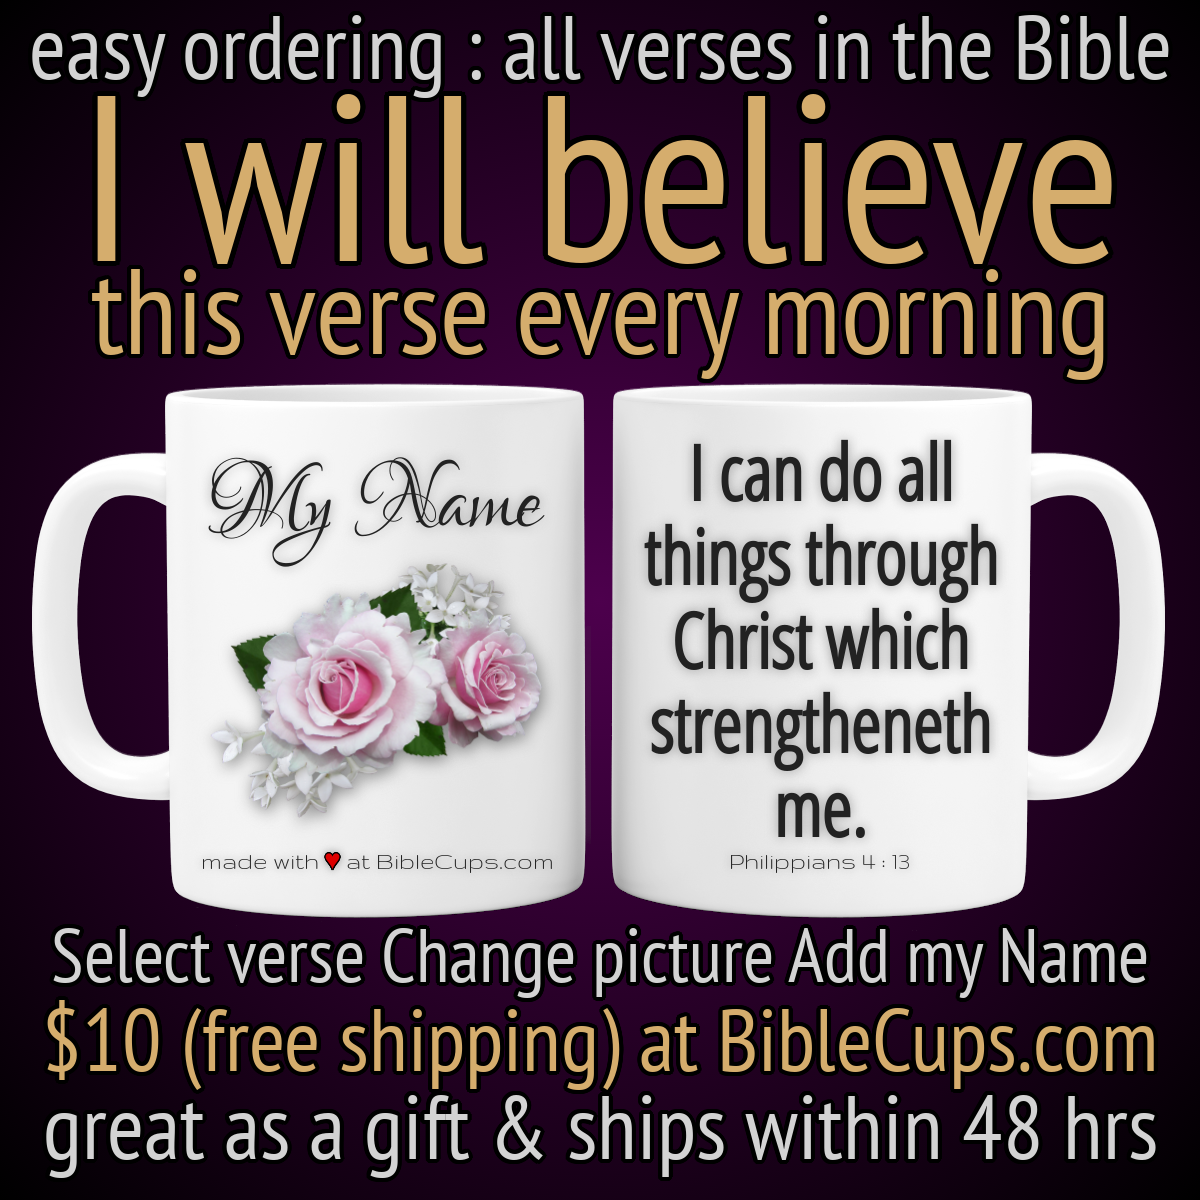 easy ordering : all verses in the Bible
I will believe
this verse every morning
My Name
made with ♥ at BibleCups.com
I can do all
things through
Christ which
strengtheneth
me.
Philippians 4 : 13
Select verse Change picture Add my Name
$10 (free shipping) at BibleCups.com
great as a gift & ships within 48 hrs